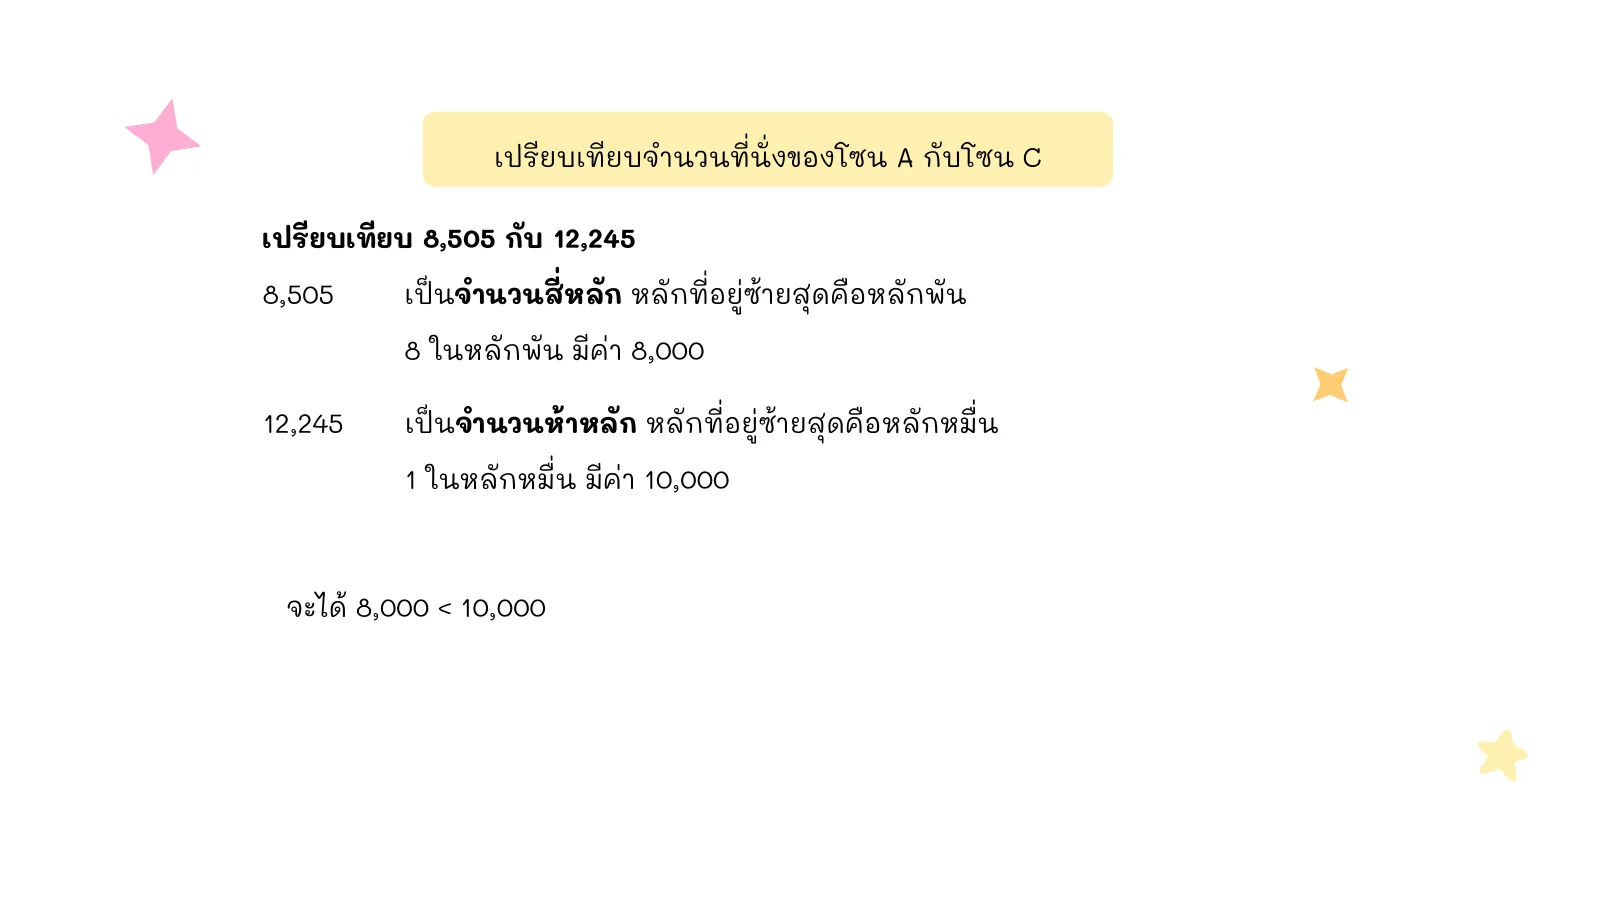 เปรียบเทียบจำนวนที่นั่งของโซน A กับโซน C
เปรียบเทียบ 8,505 กับ 12,245
8,505 เป็นจำนวนสี่หลัก หลักที่อยู่ซ้ายสุดคือหลักพัน
8 ในหลักพัน มีค่า 8,000
12,245 เป็นจำนวนห้าหลัก หลักที่อยู่ซ้ายสุดคือหลักหมื่น
1 ในหลักหมื่น มีค่า 10,000
จะได้ 8,000 < 10,000